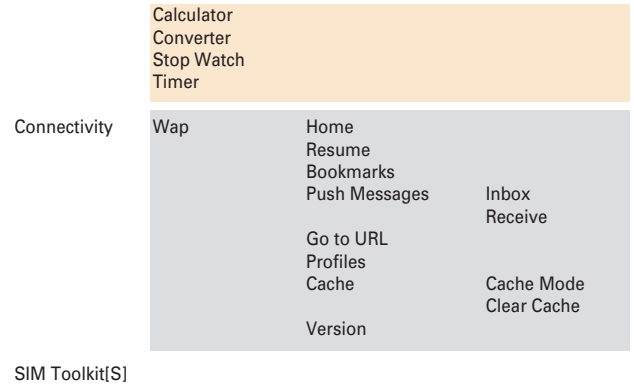 Calculator
Converter
Stop Watch
Timer
Connectivity Wap Home
Resume
Bookmarks
Push Messages Inbox
Receive
Go to URL
Profiles
Cache Cache Mode
Clear Cache
Version
SIM Toolkit[S]